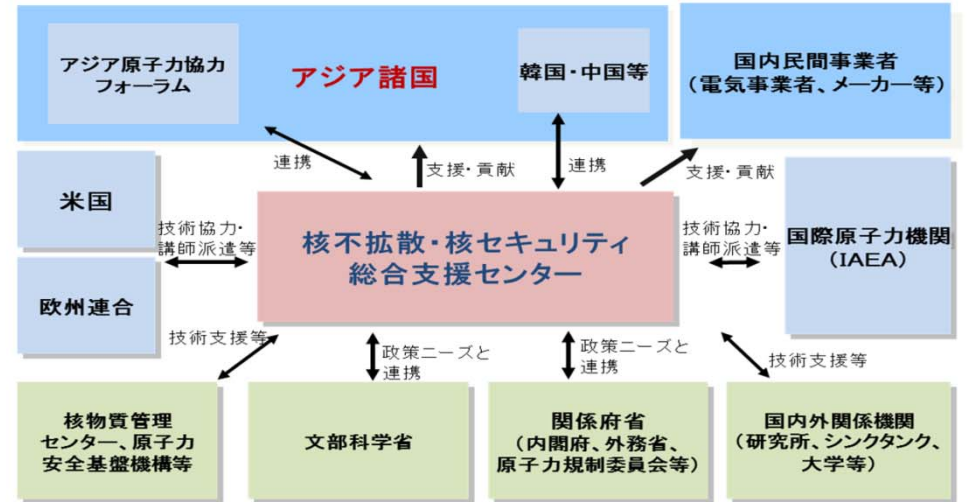 アジア原子力協力
フォーラム
アジア諸国
韓国・中国等
国内民間事業者
（電気事業者、メーカー等）
連携
支援・貢献
連携
支援・貢献
米国
欧州連合
技術協力・
講師派遣等
核不拡散・核セキュリティ
総合支援センター
技術協力・
講師派遣等
国際原子力機関
（IAEA）
技術支援等
政策ニーズと
連携
政策ニーズと
連携
技術支援等
核物質管理
センター、原子力
安全基盤機構等
文部科学省
関係府省
（内閣府、外務省、
原子力規制委員会等）
国内外関係機関
（研究所、シンクタンク、
大学等）